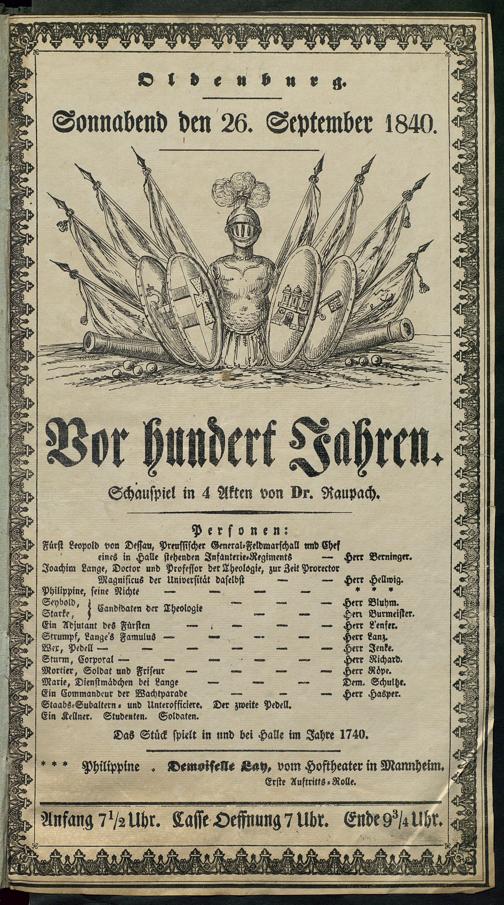 Oldenburg.
Sonnabend den 26. September 1840.
Vor hundert Jahren.
Schauspiel in 4 Akten von Dr. Raupach.
Personen:
Fürst Leopold von Dessau, Preussischer General-Feldmarschall und Chef
eines in Halle stehenden Infanterie-Regiments — Herr Berninger.
Joachim Lange, Doctor und Professor der Theologie, zur Zeit Protector
Magnificus der Universität daselbst — — — Herr Hellwig.
Philippine, seine Nichte — — — — * * *
Seybold, } Candidaten der Theologie — — — Herr Bluhm.
Starke, — — — Herr Burmeister.
Ein Adjutant des Fürsten — — — — Herr Lenser.
Strumpf, Lange's Famulus — — — — — Herr Lanz.
Wer, Pedell — — — — — — Herr Jenke.
Sturm, Corporal — — — — — — Herr Richard.
Mortier, Soldat und Friseur — — — — Herr Röpe.
Marie, Dienstmädchen bei Lange — — — — Dem. Schultze.
Ein Commandeur der Wachtparade — — — — Herr Hasper.
Staabs-Subaltern- und Unterofficiere. Der zweite Pedell.
Ein Kellner. Studenten. Soldaten.
Das Stück spielt in und bei Halle im Jahre 1740.
* * * Philippine . Demoiselle Lay, vom Hoftheater in Mannheim.
Erste Auftritts-Rolle.
Anfang 7 1/2 Uhr. Casse Oeffnung 7 Uhr. Ende 9 3/4 Uhr.